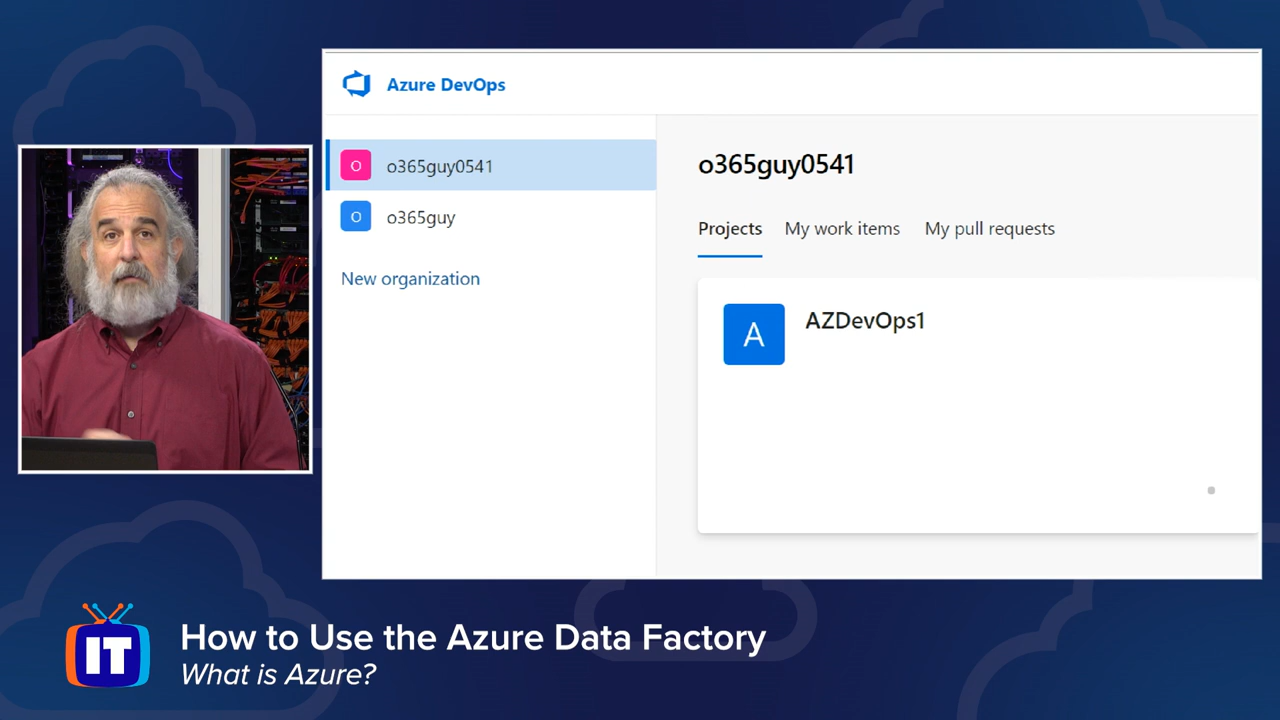 Azure DevOps
O o365guy0541
O o365guy
New organization
o365guy0541
Projects My work items My pull requests
A AZDevOps1
IT
How to Use the Azure Data Factory
What is Azure?